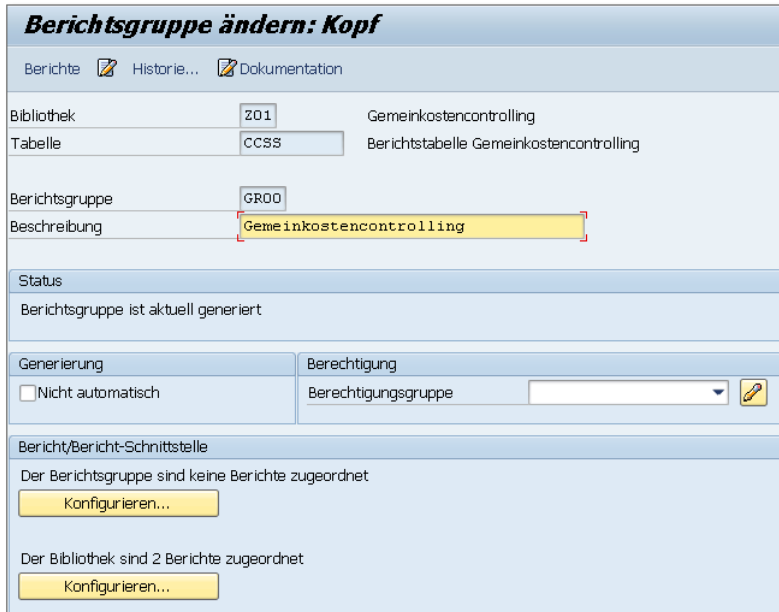 Berichtsgruppe ändern: Kopf
Berichte Historie... Dokumentation
Bibliothek Z01 Gemeinkostencontrolling
Tabelle CCSS Berichtstabelle Gemeinkostencontrolling
Berichtsgruppe GR00
Beschreibung Gemeinkostencontrolling
Status
Berichtsgruppe ist aktuell generiert
Generierung Berechtigung
Nicht automatisch Berechtigungsgruppe
Bericht/Bericht-Schnittstelle
Der Berichtsgruppe sind keine Berichte zugeordnet
Konfigurieren...
Der Bibliothek sind 2 Berichte zugeordnet
Konfigurieren...